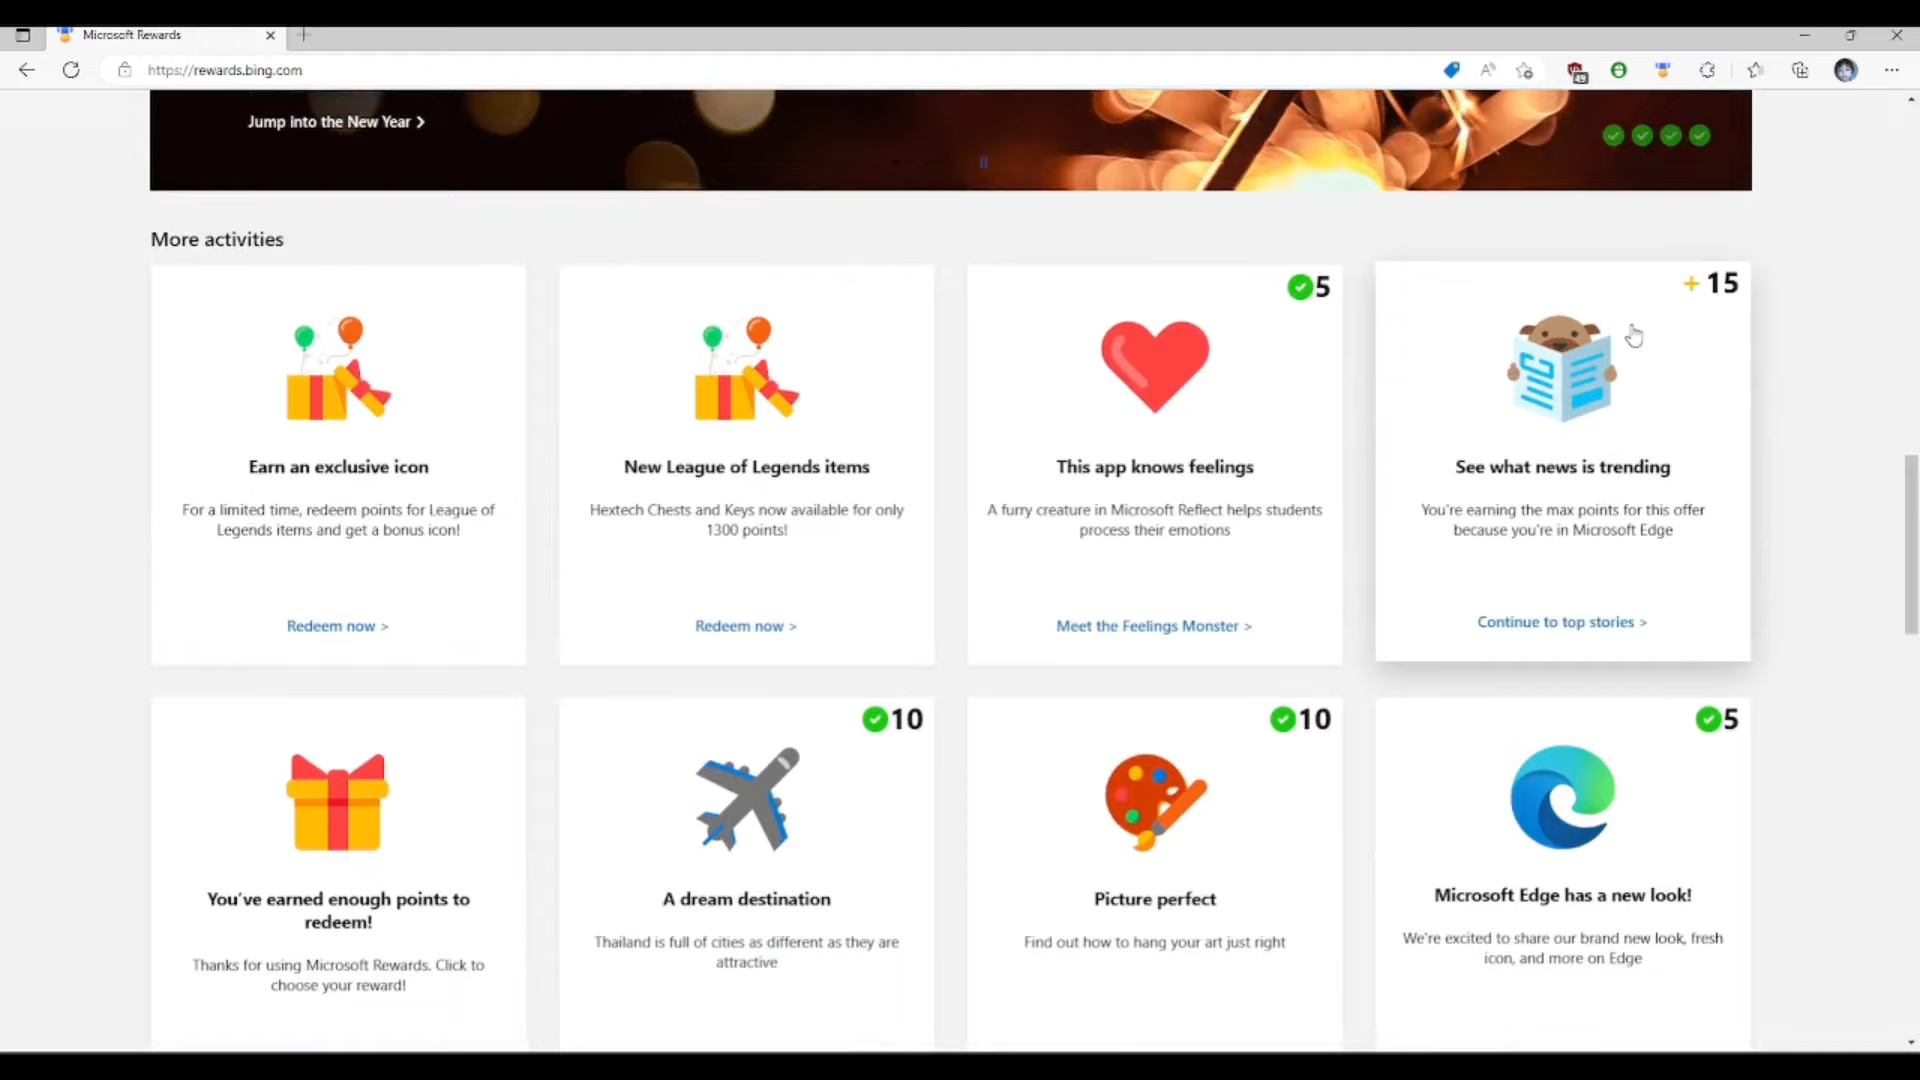 Microsoft Rewards
https://rewards.bing.com
49
Jump into the New Year >
More activities
Earn an exclusive icon
For a limited time, redeem points for League of
Legends items and get a bonus icon!
Redeem now >
New League of Legends items
Hextech Chests and Keys now available for only
1300 points!
Redeem now >
5
This app knows feelings
A furry creature in Microsoft Reflect helps students
process their emotions
Meet the Feelings Monster >
+ 15
See what news is trending
You're earning the max points for this offer
because you're in Microsoft Edge
Continue to top stories >
You've earned enough points to
redeem!
Thanks for using Microsoft Rewards. Click to
choose your reward!
10
A dream destination
Thailand is full of cities as different as they are
attractive
10
Picture perfect
Find out how to hang your art just right
5
Microsoft Edge has a new look!
We're excited to share our brand new look, fresh
icon, and more on Edge